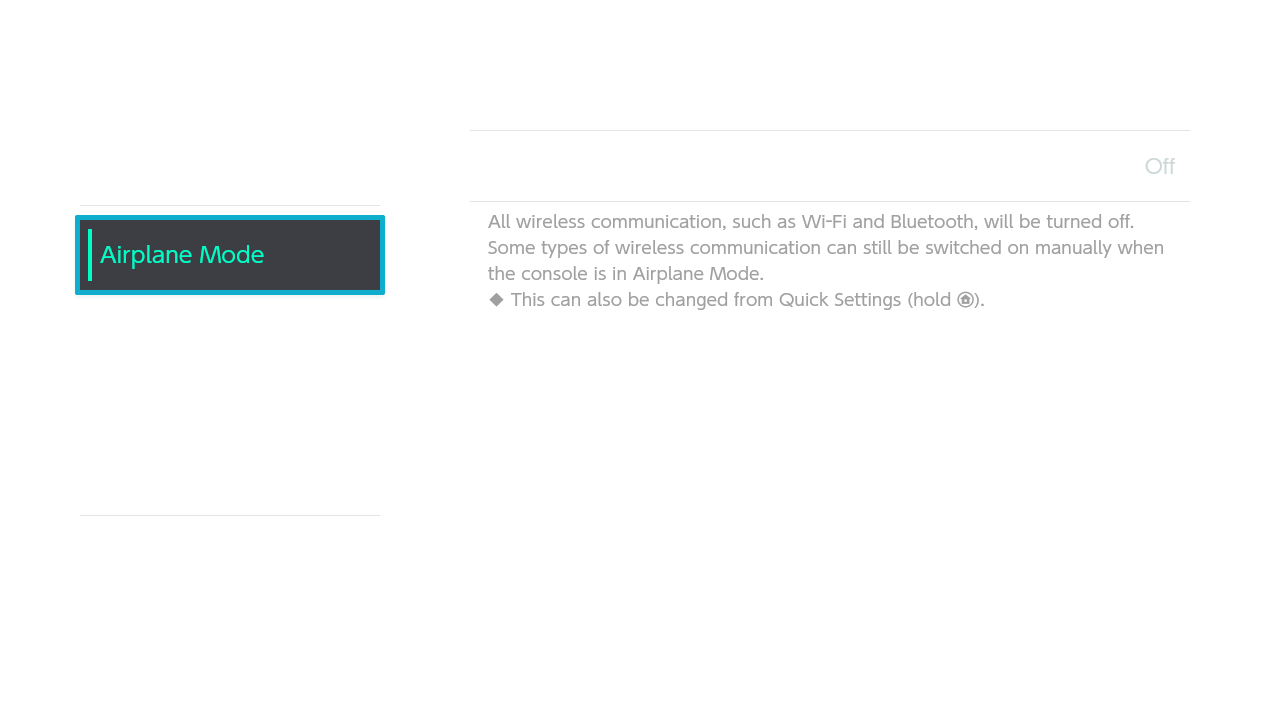 Airplane Mode
Off
All wireless communication, such as Wi-Fi and Bluetooth, will be turned off.
Some types of wireless communication can still be switched on manually when
the console is in Airplane Mode.
◆ This can also be changed from Quick Settings (hold ).